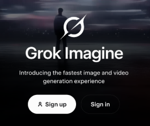 Grok Imagine
Introducing the fastest image and video
generation experience
Sign up
Sign in